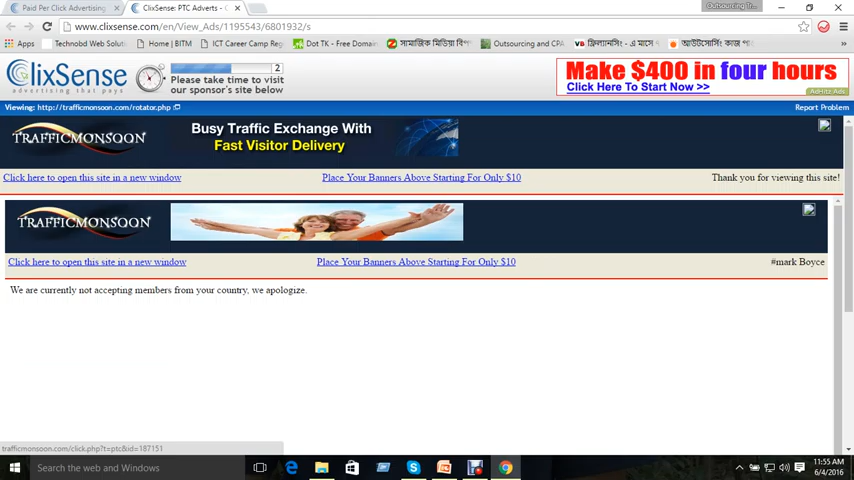 Outsourcing Tr...
Paid Per Click Advertising
ClixSense: PTC Adverts - C
www.clixsense.com/en/View_Ads/1195543/6801932/s
Apps
Technobd Web Solution
Home | BITM
ICT Career Camp Reg
Dot TK - Free Domain
সামাজিক মিডিয়া বিপ
Outsourcing and CPA
ফ্রিল্যানসিং - এ মাসে
আউটসোর্সিং কাজ পা
ClixSense
advertising that pays
2
Please take time to visit
our sponsor's site below
Make $400 in four hours
Click Here To Start Now >>
AdHitz Ads
Viewing: http://trafficmonsoon.com/rotator.php
Report Problem
TRAFFICMONSOON
Busy Traffic Exchange With
Fast Visitor Delivery
Click here to open this site in a new window
Place Your Banners Above Starting For Only $10
Thank you for viewing this site!
TRAFFICMONSOON
Click here to open this site in a new window
Place Your Banners Above Starting For Only $10
#mark Boyce
We are currently not accepting members from your country, we apologize.
trafficmonsoon.com/click.php?t=ptc&id=187151
Search the web and Windows
11:55 AM
6/4/2016